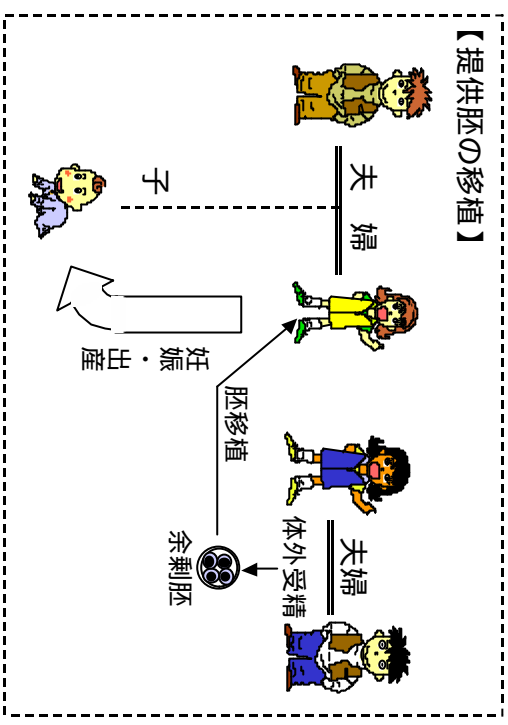 【提供胚の移植】
夫　婦
子
妊娠・出産
胚移植
夫婦
体外受精
余剰胚